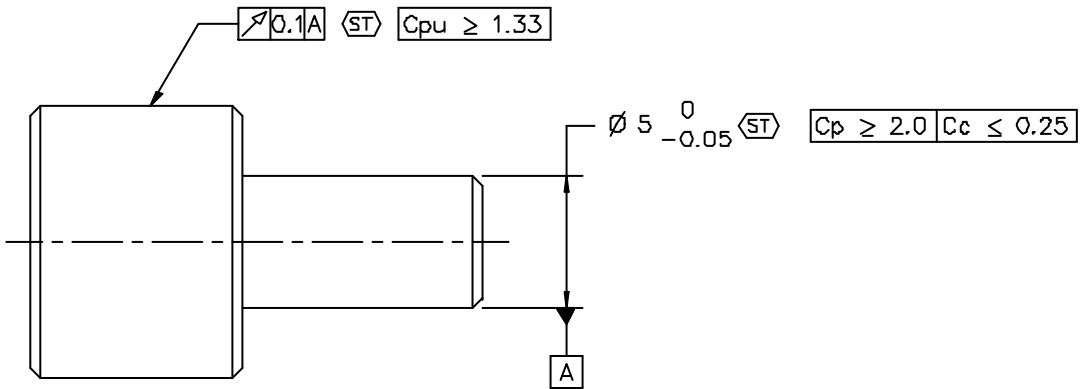 0.1 A ST Cpu ≥ 1.33
Ø 5 0 -0.05 ST Cp ≥ 2.0 Cc ≤ 0.25
A